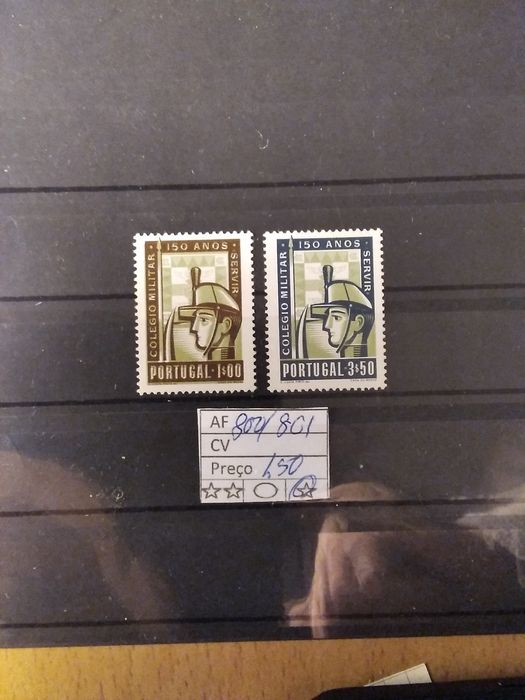 150 ANOS
COLEGIO MILITAR
SERVIR
PORTUGAL · 1$00
150 ANOS
COLEGIO MILITAR
SERVIR
PORTUGAL · 3$50
AF 800/801
CV
Preço 1,50